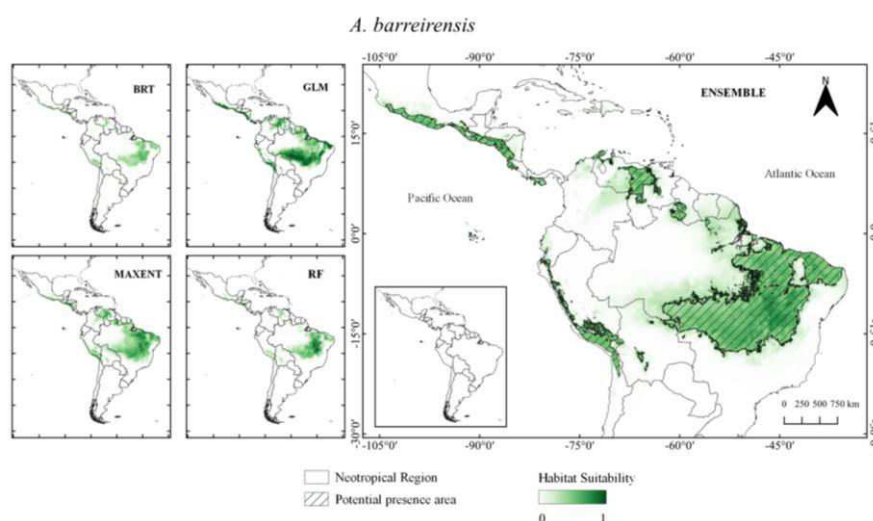 A. barreirensis
BRT
GLM
MAXENT
RF
-105°0' -90°0' -75°0' -60°0' -45°0'
ENSEMBLE
N
15°0'
0°0'
-15°0'
-30°0'
Pacific Ocean
Atlantic Ocean
0 250 500 750 km
-105°0' -90°0' -75°0' -60°0' -45°0'
Neotropical Region
Potential presence area
Habitat Suitability
0 1